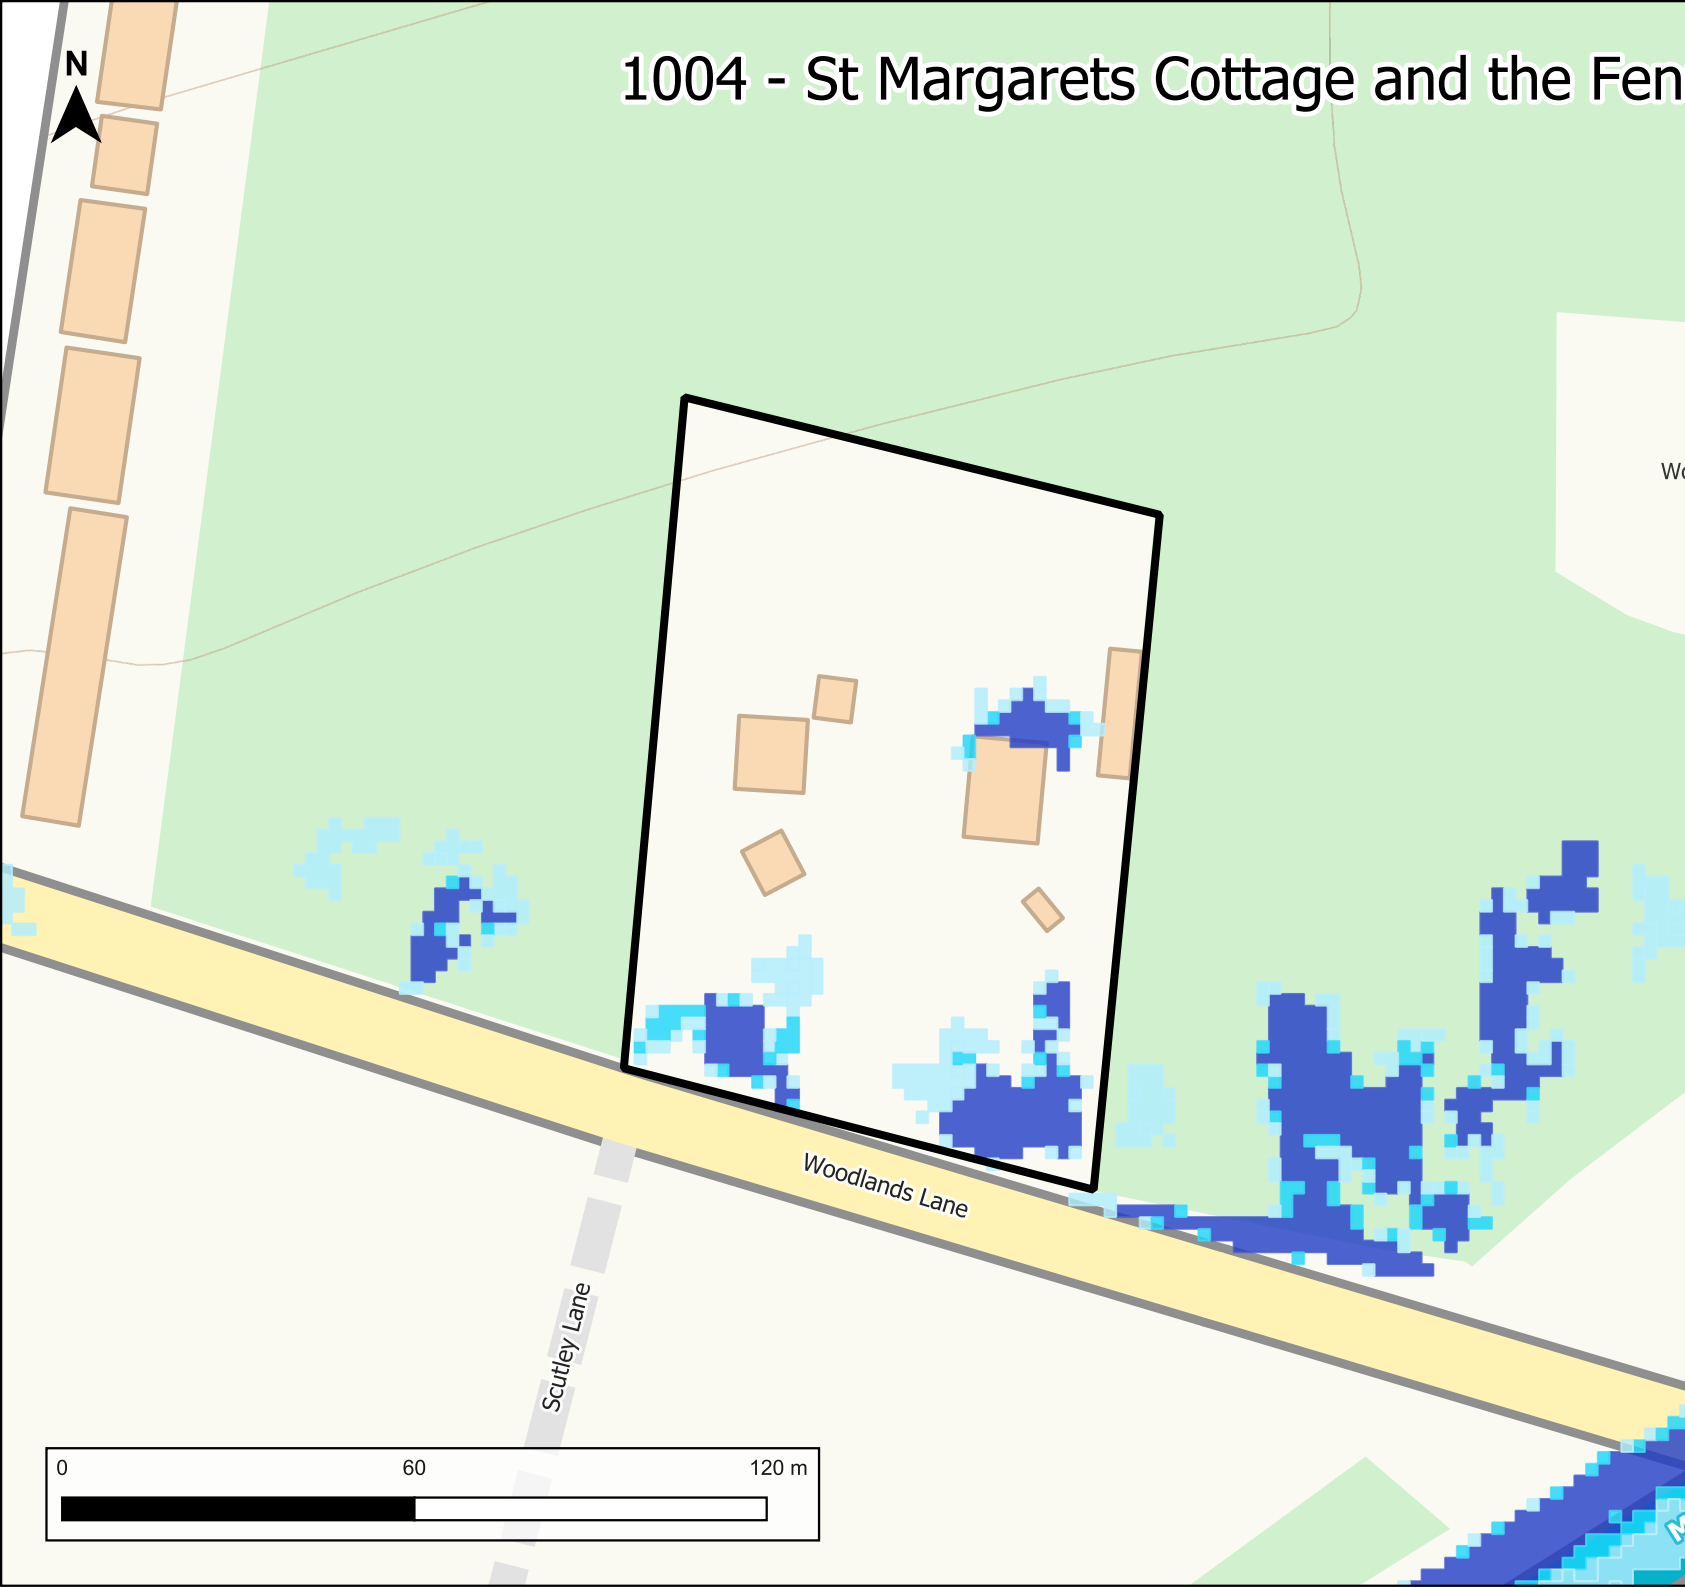 N
1004 - St Margarets Cottage and the Fen
Woodlands Lane
Scutley Lane
0 60 120 m